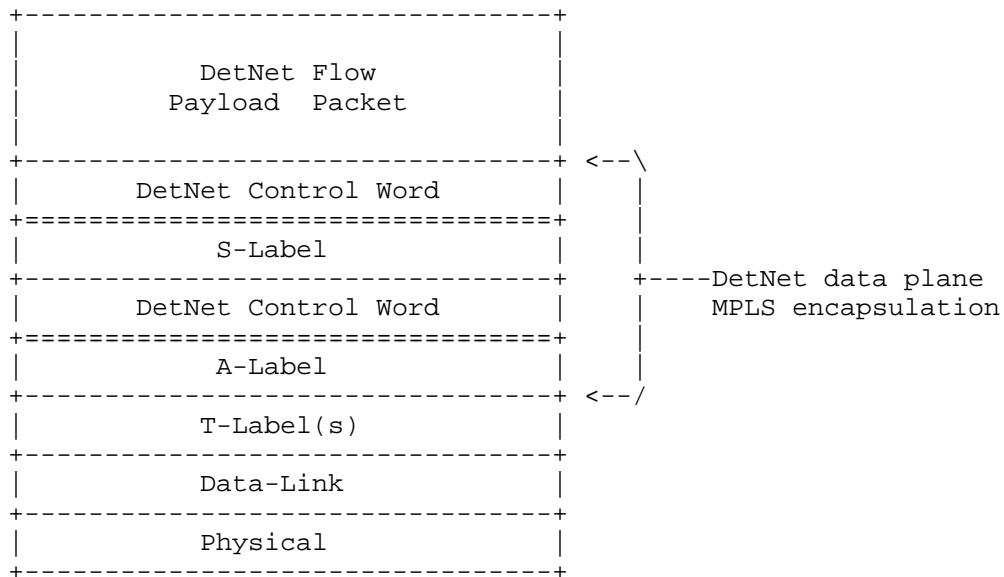 DetNet Flow
Payload  Packet
<--\
DetNet Control Word
S-Label
+----DetNet data plane
DetNet Control Word
MPLS encapsulation
A-Label
<--/
T-Label(s)
Data-Link
Physical